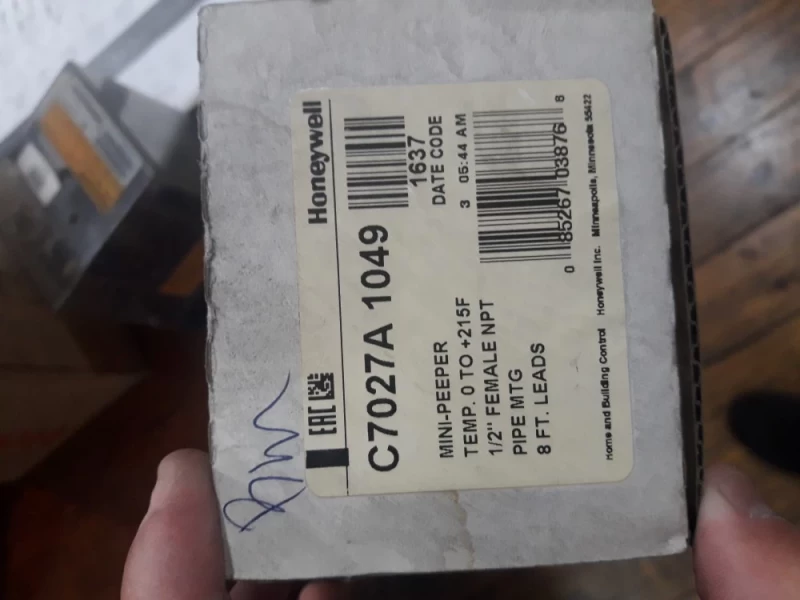 Honeywell
EAC
C7027A 1049
1637
DATE CODE
MINI-PEEPER
TEMP. 0 TO +215F
1/2" FEMALE NPT
PIPE MTG
8 FT. LEADS
3 05:44 AM
0 85267 03876 8
Home and Building Control Honeywell Inc. Minneapolis, Minnesota 55422